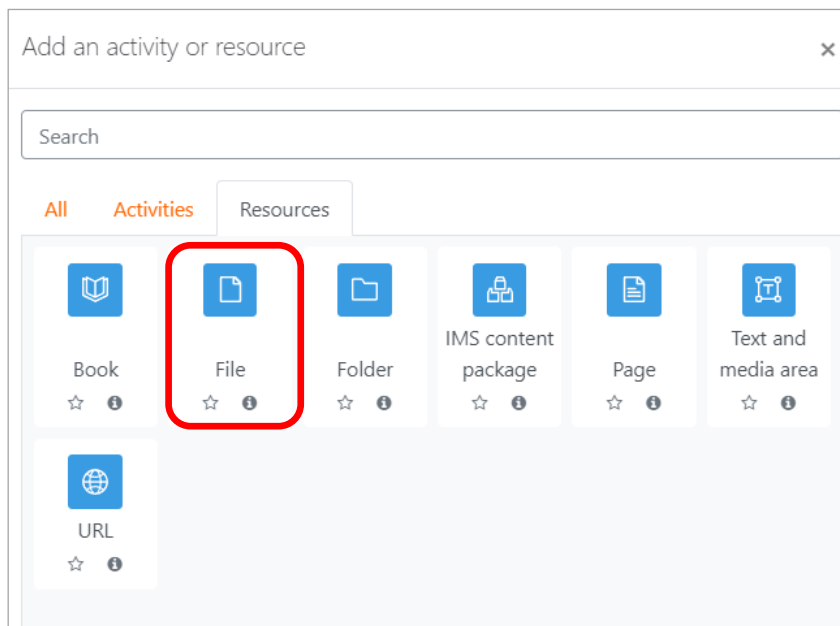 Add an activity or resource
Search
All Activities Resources
Book File Folder IMS content package Page Text and media area
URL